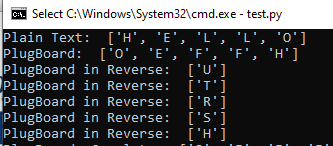 Select C:\Windows\System32\cmd.exe - test.py
Plain Text:  ['H', 'E', 'L', 'L', 'O']
PlugBoard:  ['O', 'E', 'F', 'F', 'H']
PlugBoard in Reverse:  ['U']
PlugBoard in Reverse:  ['T']
PlugBoard in Reverse:  ['R']
PlugBoard in Reverse:  ['S']
PlugBoard in Reverse:  ['H']